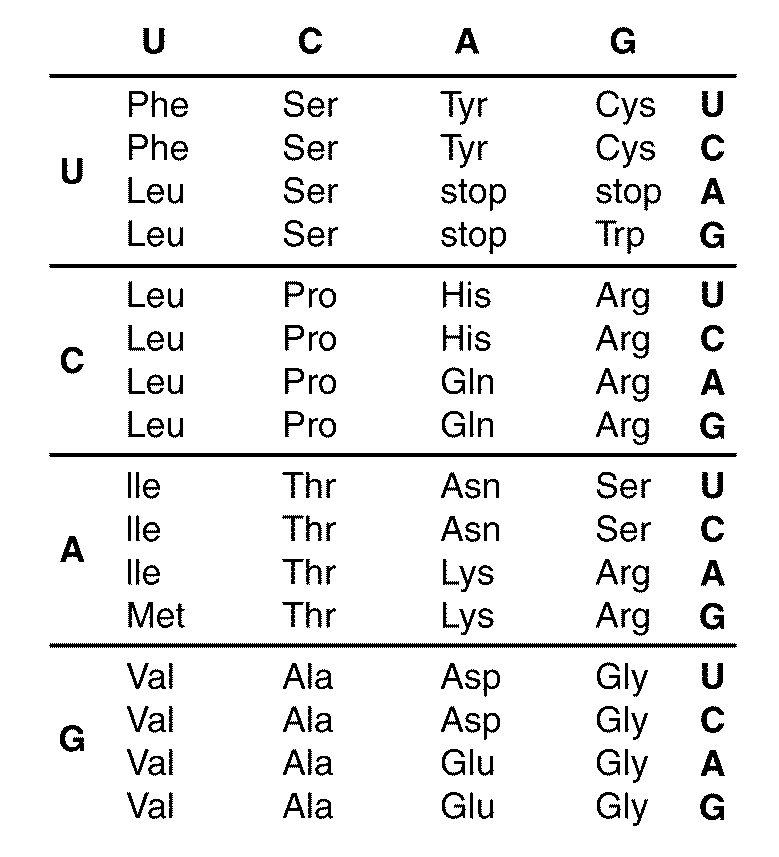 U C A G
Phe Ser Tyr Cys U
Phe Ser Tyr Cys C
U
Leu Ser stop stop A
Leu Ser stop Trp G
Leu Pro His Arg U
Leu Pro His Arg C
C
Leu Pro Gln Arg A
Leu Pro Gln Arg G
Ile Thr Asn Ser U
Ile Thr Asn Ser C
A
Ile Thr Lys Arg A
Met Thr Lys Arg G
Val Ala Asp Gly U
Val Ala Asp Gly C
G
Val Ala Glu Gly A
Val Ala Glu Gly G